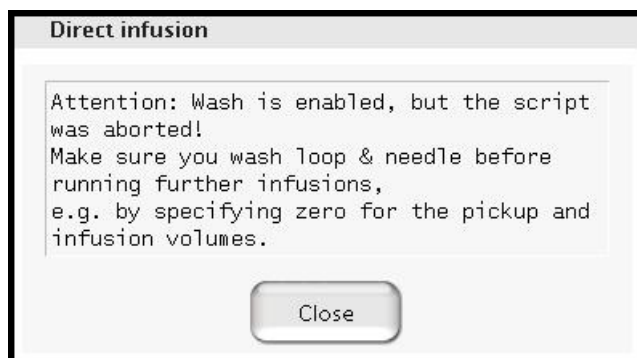 Direct infusion
Attention: Wash is enabled, but the script
was aborted!
Make sure you wash loop & needle before
running further infusions,
e.g. by specifying zero for the pickup and
infusion volumes.
Close